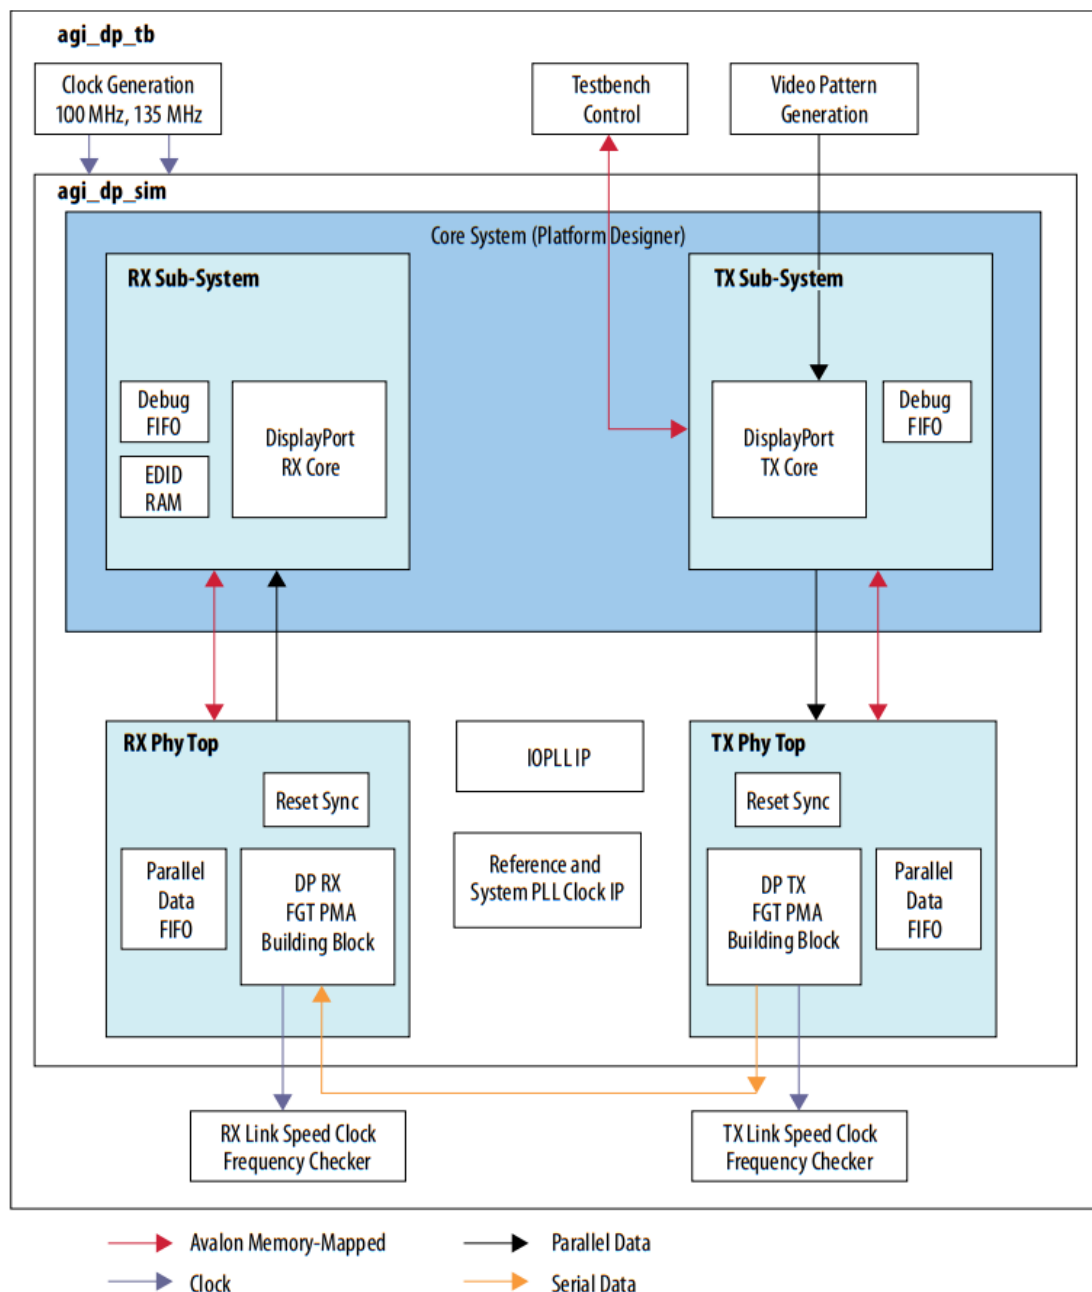 agi_dp_tb
Clock Generation
100 MHz, 135 MHz
Testbench
Control
Video Pattern
Generation
agi_dp_sim
Core System (Platform Designer)
RX Sub-System
Debug
FIFO
EDID
RAM
DisplayPort
RX Core
TX Sub-System
DisplayPort
TX Core
Debug
FIFO
RX Phy Top
Reset Sync
Parallel
Data
FIFO
DP RX
FGT PMA
Building Block
IOPLL IP
Reference and
System PLL Clock IP
TX Phy Top
Reset Sync
DP TX
FGT PMA
Building Block
Parallel
Data
FIFO
RX Link Speed Clock
Frequency Checker
TX Link Speed Clock
Frequency Checker
Avalon Memory-Mapped
Parallel Data
Clock
Serial Data